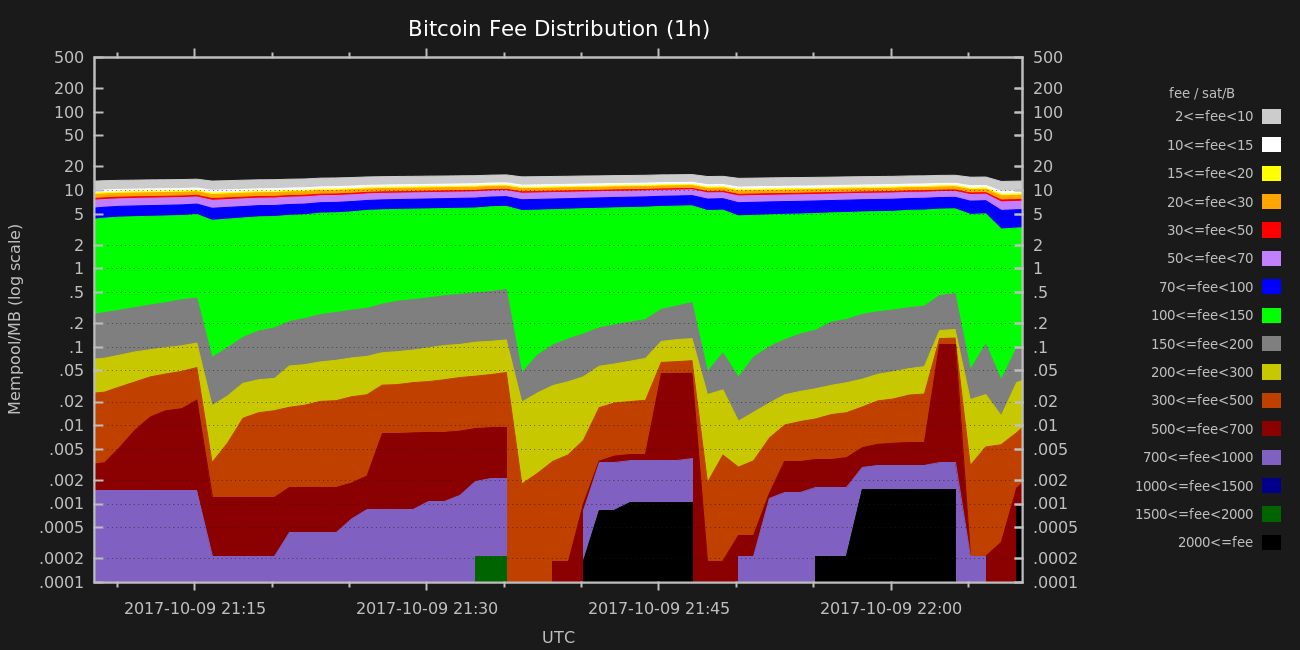 Bitcoin Fee Distribution (1h)
500
200
100
50
20
10
5
2
1
.5
.2
.1
.05
.02
.01
.005
.002
.001
.0005
.0002
.0001
Mempool/MB (log scale)
500
200
100
50
20
10
5
2
1
.5
.2
.1
.05
.02
.01
.005
.002
.001
.0005
.0002
.0001
2017-10-09 21:15
2017-10-09 21:30
2017-10-09 21:45
2017-10-09 22:00
UTC
fee / sat/B
2<=fee<10
10<=fee<15
15<=fee<20
20<=fee<30
30<=fee<50
50<=fee<70
70<=fee<100
100<=fee<150
150<=fee<200
200<=fee<300
300<=fee<500
500<=fee<700
700<=fee<1000
1000<=fee<1500
1500<=fee<2000
2000<=fee